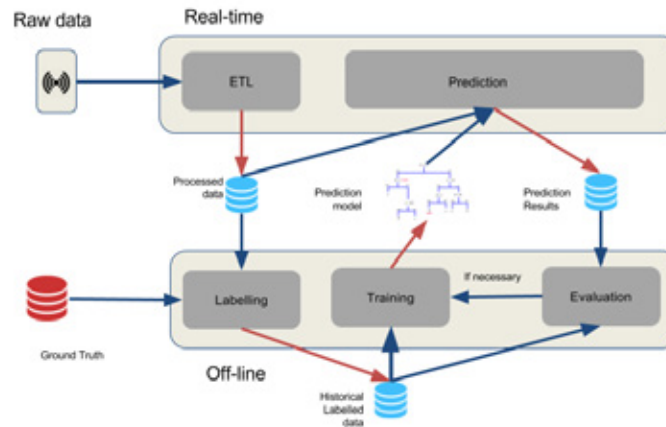 Raw data
Real-time
ETL
Prediction
Processed
data
Prediction
model
Prediction
Results
If necessary
Labelling
Training
Evaluation
Ground Truth
Off-line
Historical
Labelled
data